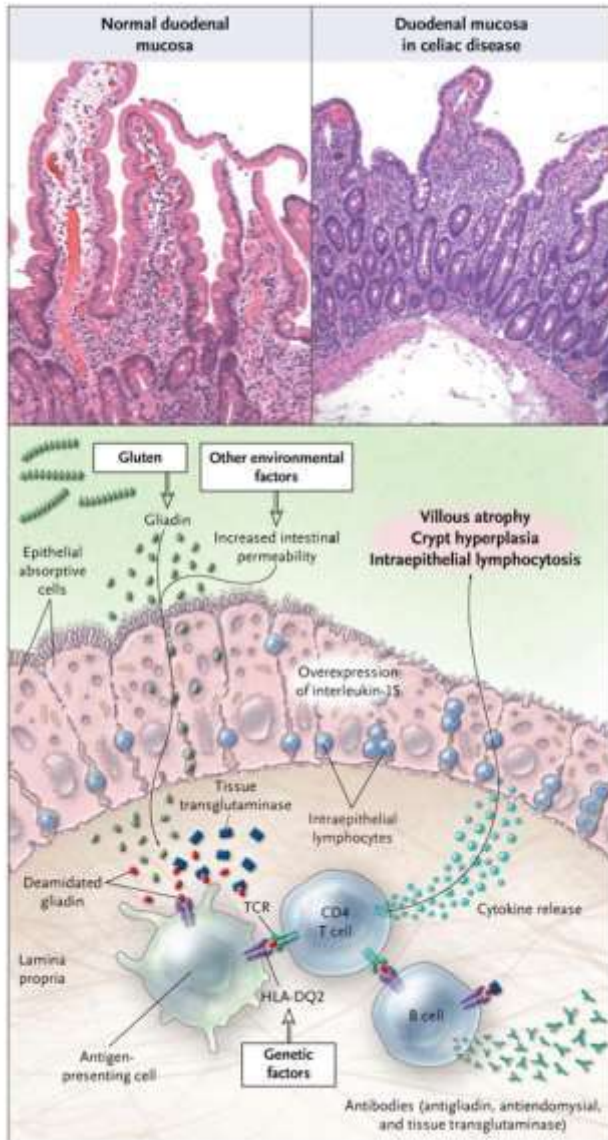 Normal duodenal
mucosa
Duodenal mucosa
in celiac disease
Gluten
Other environmental
factors
Gliadin
Increased intestinal
permeability
Villous atrophy
Crypt hyperplasia
Intraepithelial lymphocytosis
Epithelial
absorptive
cells
Overexpression
of interleukin-15
Tissue
transglutaminase
Intraepithelial
lymphocytes
Deamidated
gliadin
TCR
CD4
T cell
Cytokine release
Lamina
propria
HLA-DQ2
B cell
Antigen-
presenting cell
Genetic
factors
Antibodies (antigliadin, antiendomysial,
and tissue transglutaminase)